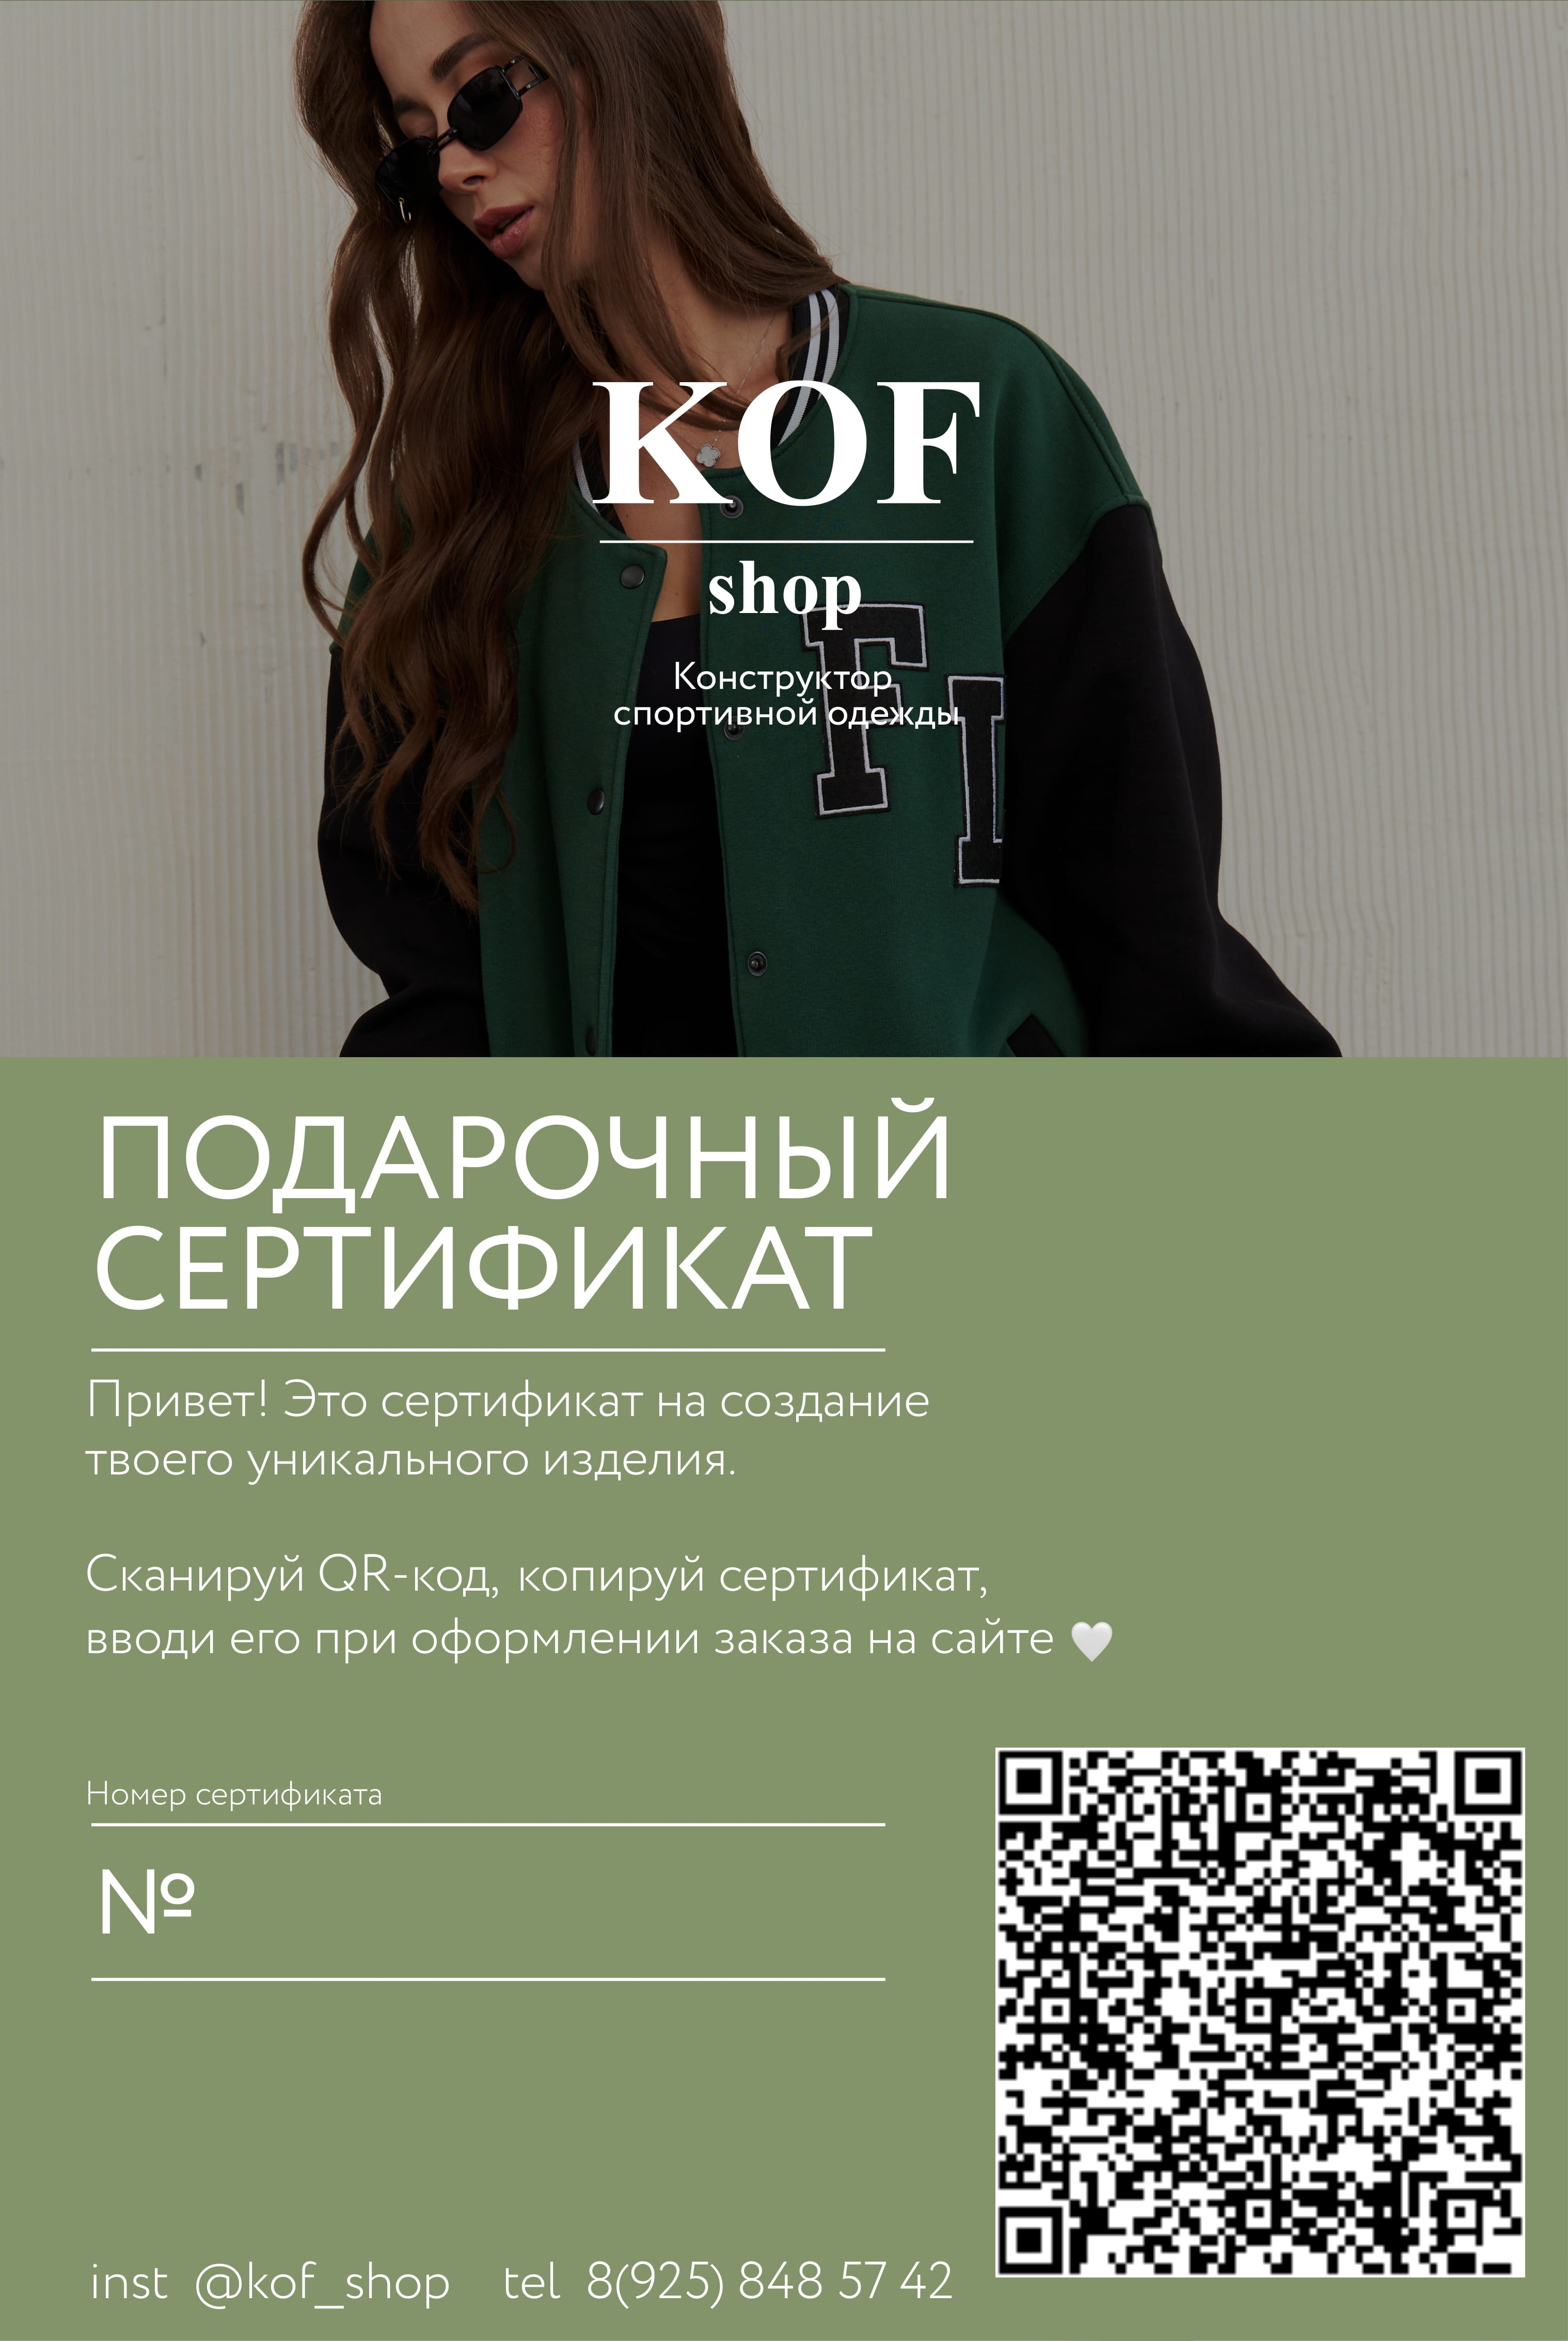 KOF
shop
Конструктор
спортивной одежды
F
ПОДАРОЧНЫЙ
СЕРТИФИКАТ
Привет! Это сертификат на создание
твоего уникального изделия.
Сканируй QR-код, копируй сертификат,
вводи его при оформлении заказа на сайте 🤍
Номер сертификата
№
inst @kof_shop tel 8(925) 848 57 42